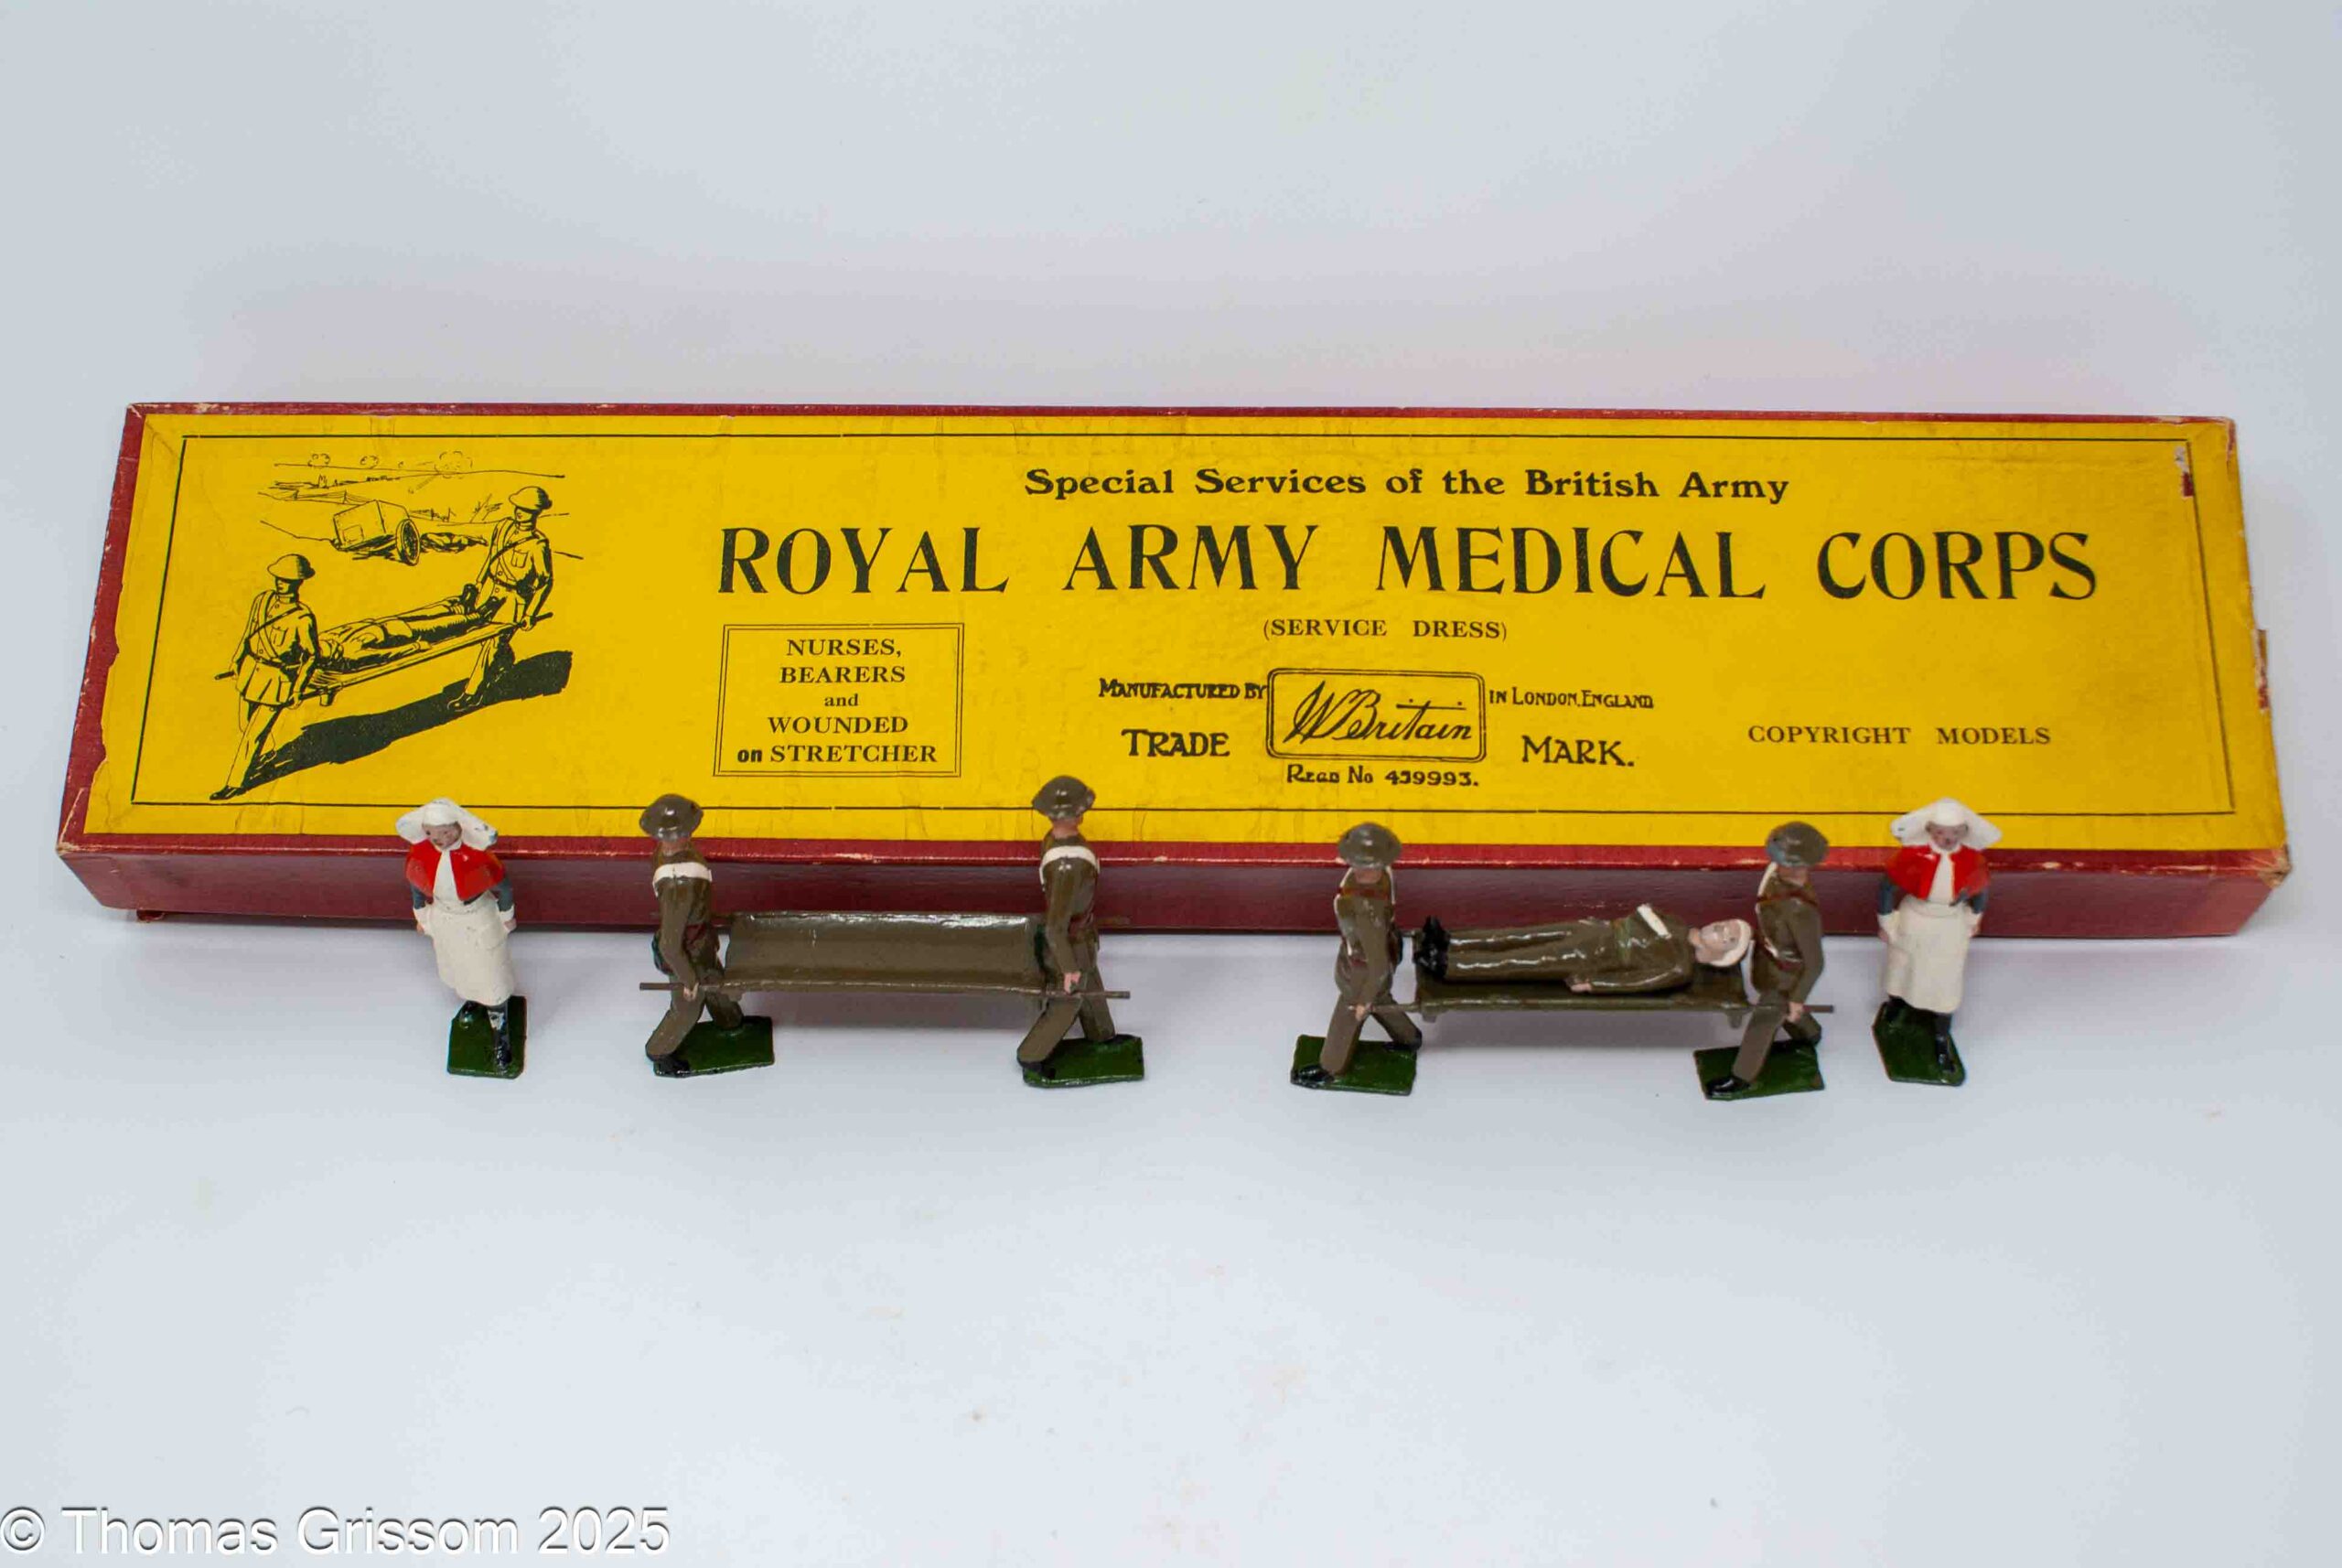 Special Services of the British Army
ROYAL ARMY MEDICAL CORPS
(SERVICE DRESS)
NURSES,
BEARERS
and
WOUNDED
on STRETCHER
MANUFACTURED BY WBritain IN LONDON, ENGLAND
TRADE MARK.
REGD No 459993.
COPYRIGHT MODELS
© Thomas Grissom 2025